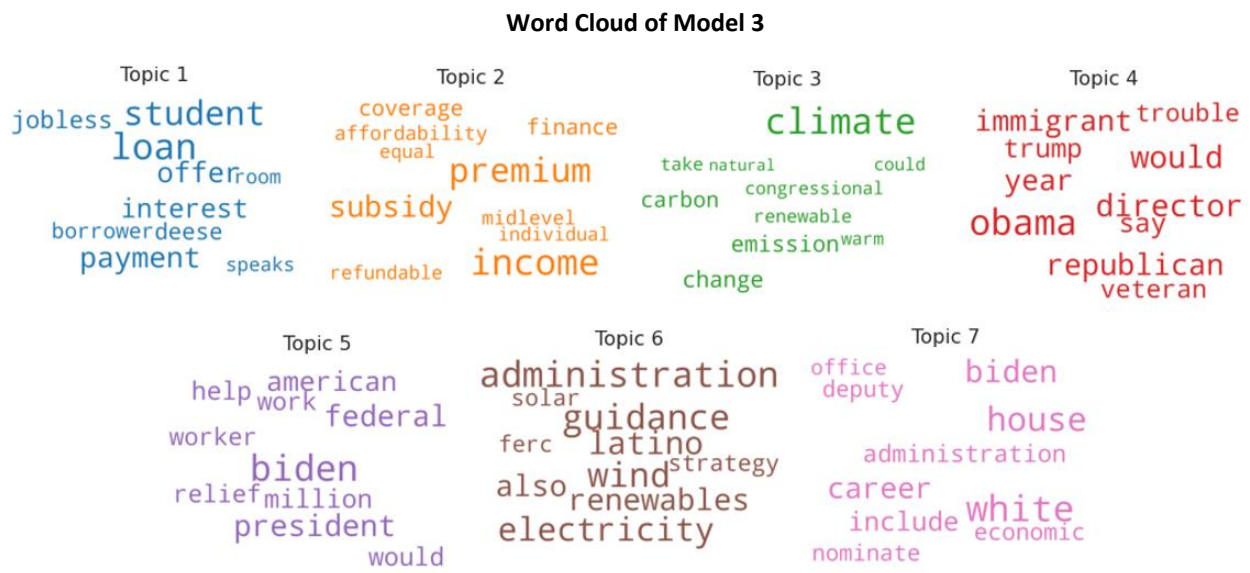 Word Cloud of Model 3
Topic 1
jobless student
loan
offer room
interest
borrower deese
payment speaks
Topic 2
coverage
affordability finance
equal
premium
subsidy
midlevel
individual
refundable income
Topic 3
climate
take natural could
congressional
carbon
renewable
emission warm
change
Topic 4
immigrant trouble
trump would
year
director
obama say
republican
veteran
Topic 5
help american
work federal
worker
biden
relief million
president
would
Topic 6
administration
solar
guidance
ferc latino
wind strategy
also renewables
electricity
Topic 7
office biden
deputy
house
administration
career
include white
economic
nominate